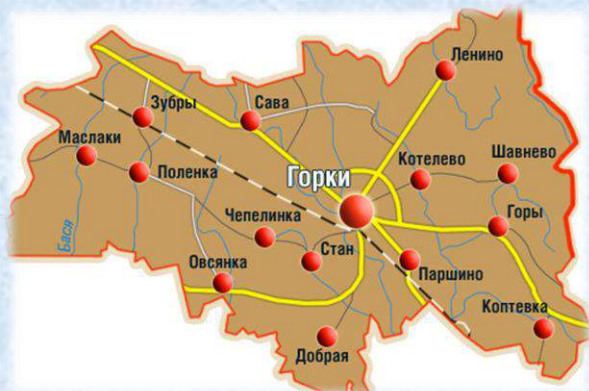 Ленино
Зубры
Сава
Маслаки
Поленка
Котелево
Шавнево
Горки
Чепелинка
Горы
Стан
Бася
Овсянка
Паршино
Коптевка
Добрая